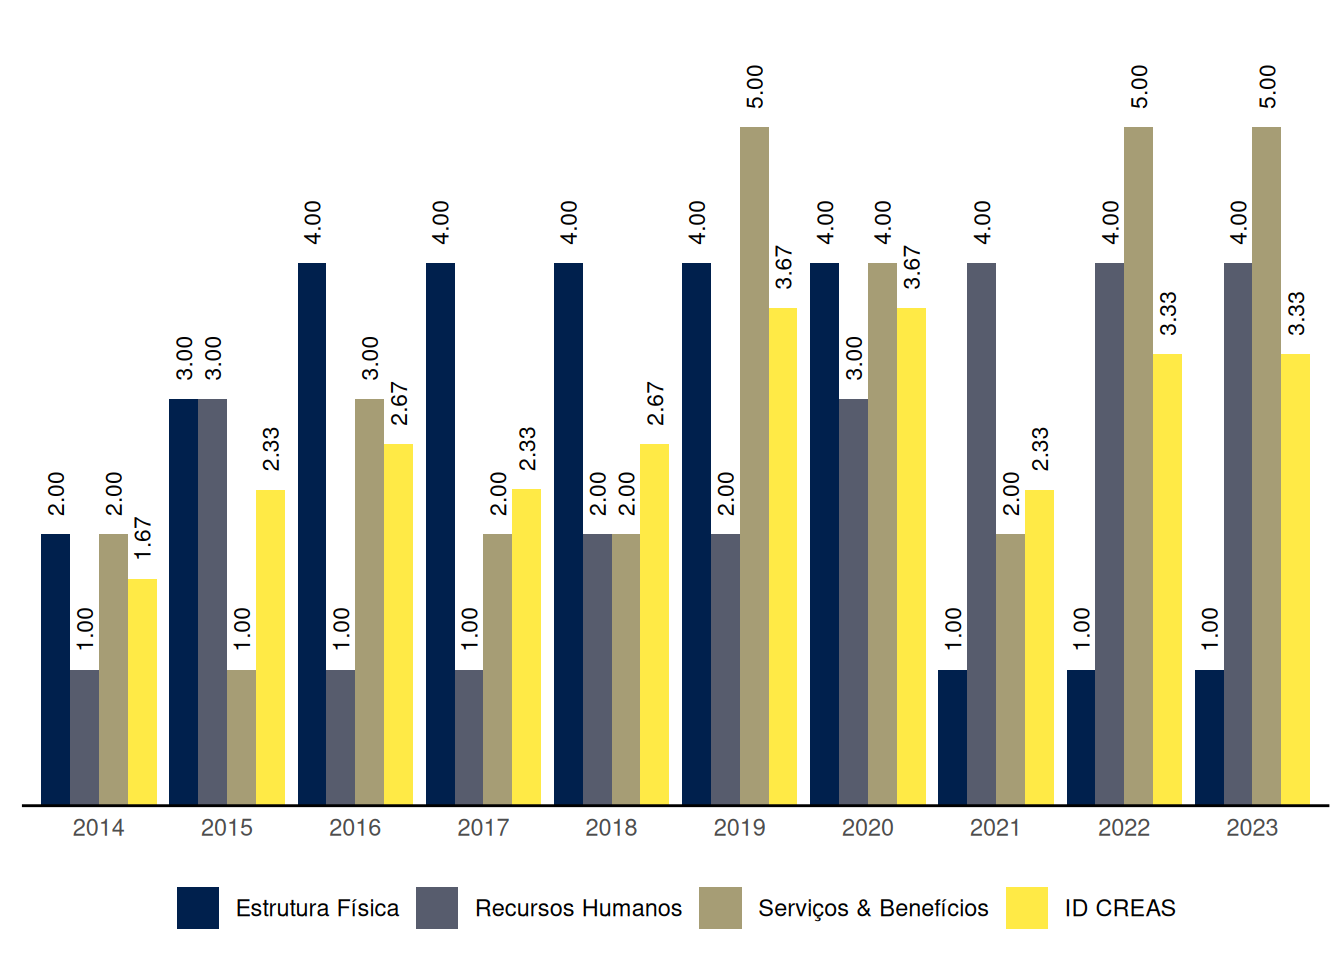 5.00 5.00 5.00
4.00 4.00 4.00 4.00 4.00 4.00 4.00 4.00 4.00
3.67 3.67
3.33 3.33
3.00 3.00 3.00 3.00
2.67 2.67
2.33 2.33 2.33
2.00 2.00 2.00 2.00 2.00 2.00 2.00
1.67
1.00 1.00 1.00 1.00 1.00 1.00 1.00
2014 2015 2016 2017 2018 2019 2020 2021 2022 2023
Estrutura Física Recursos Humanos Serviços & Benefícios ID CREAS